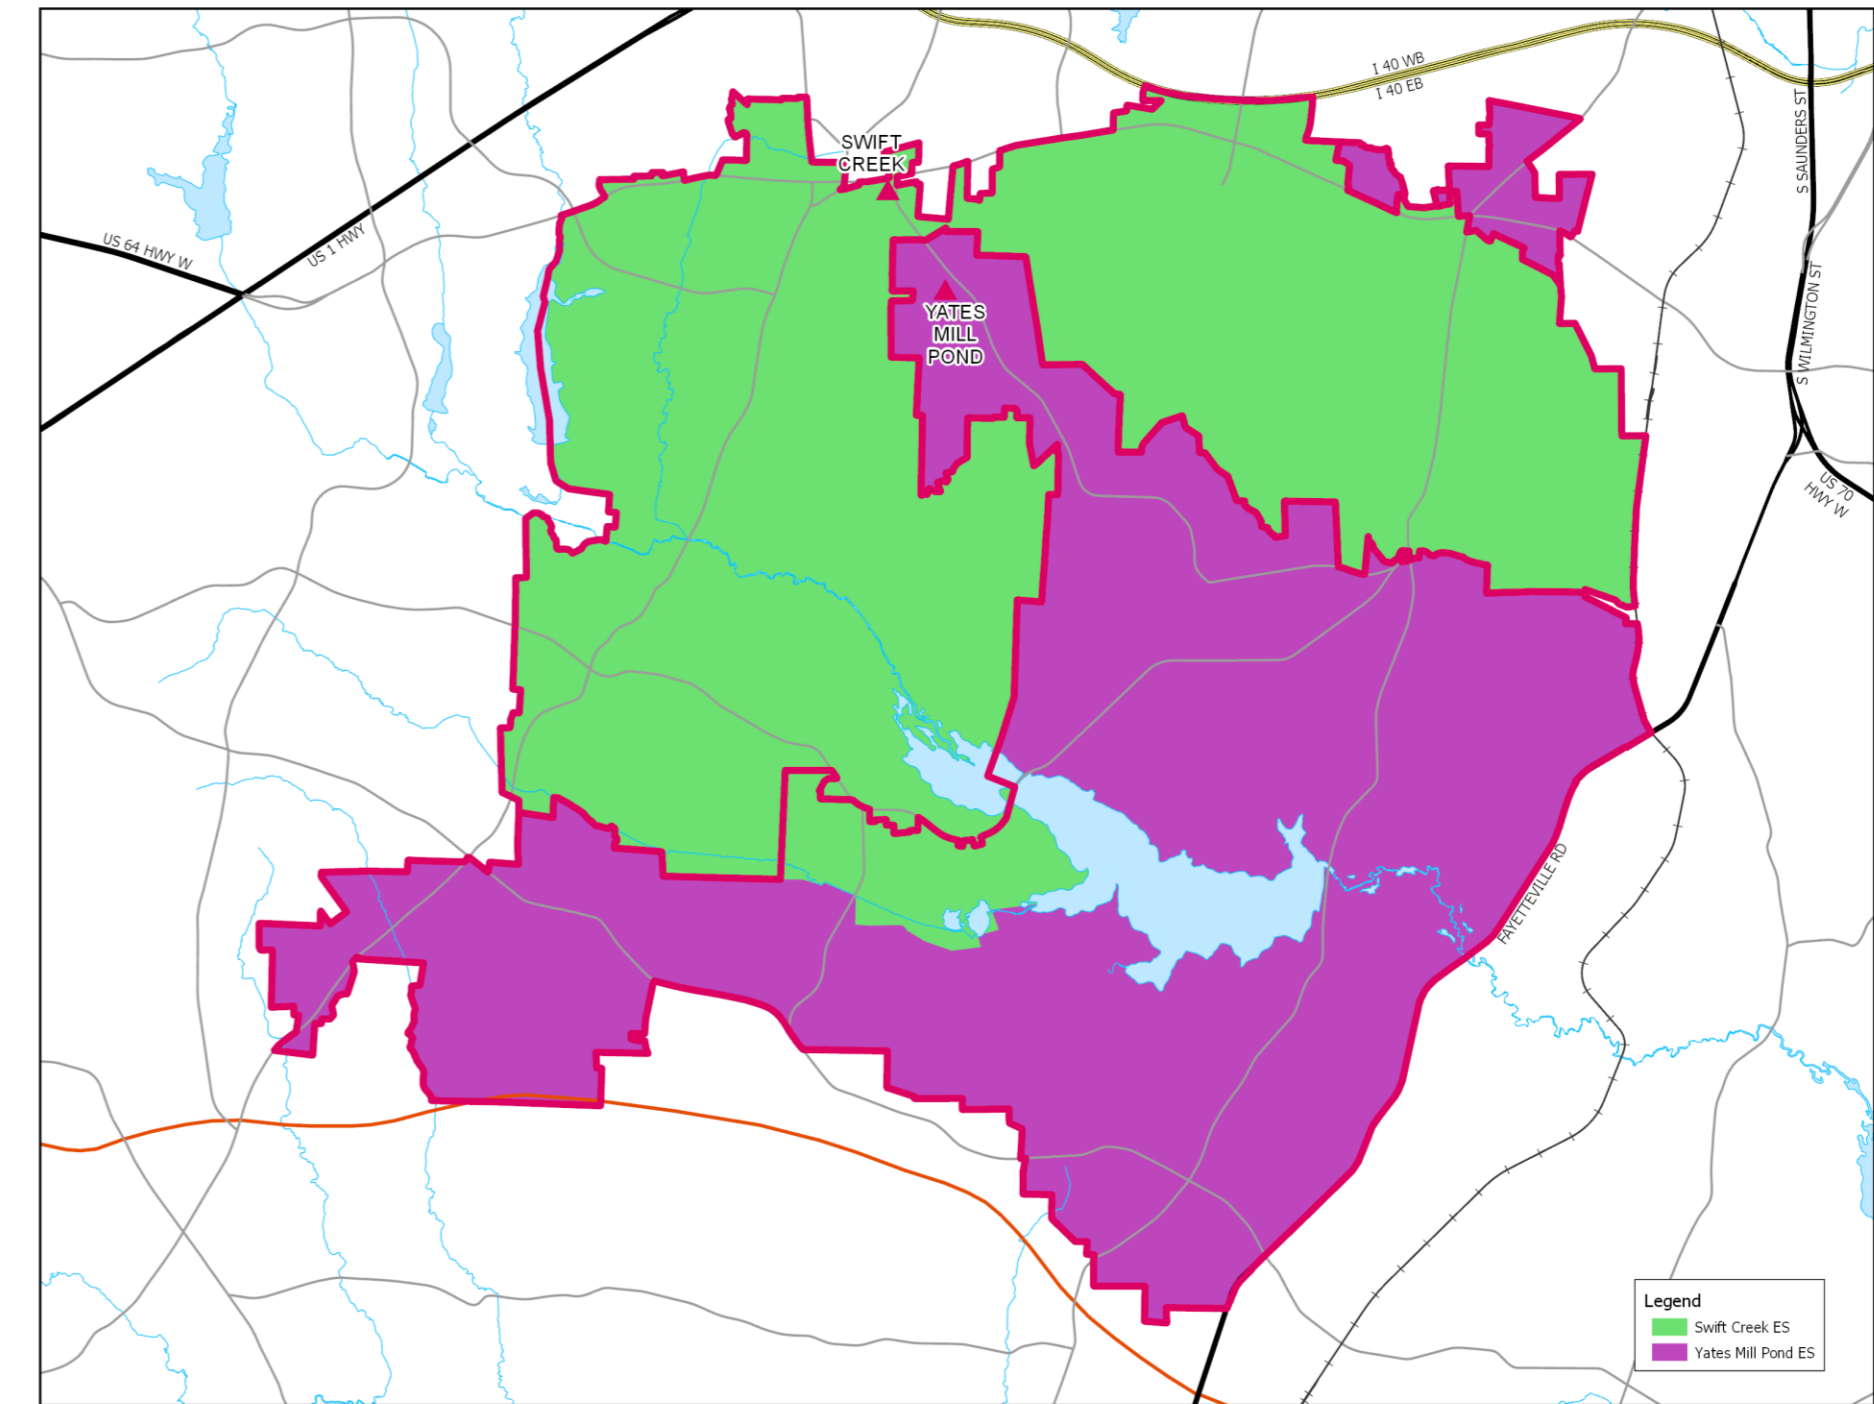 I 40 WB
I 40 EB
S SAUNDERS ST
SWIFT
CREEK
US 64 HWY W
US 1 HWY
S WILMINGTON ST
YATES
MILL
POND
US 70
HWY W
FAYETTEVILLE RD
Legend
Swift Creek ES
Yates Mill Pond ES